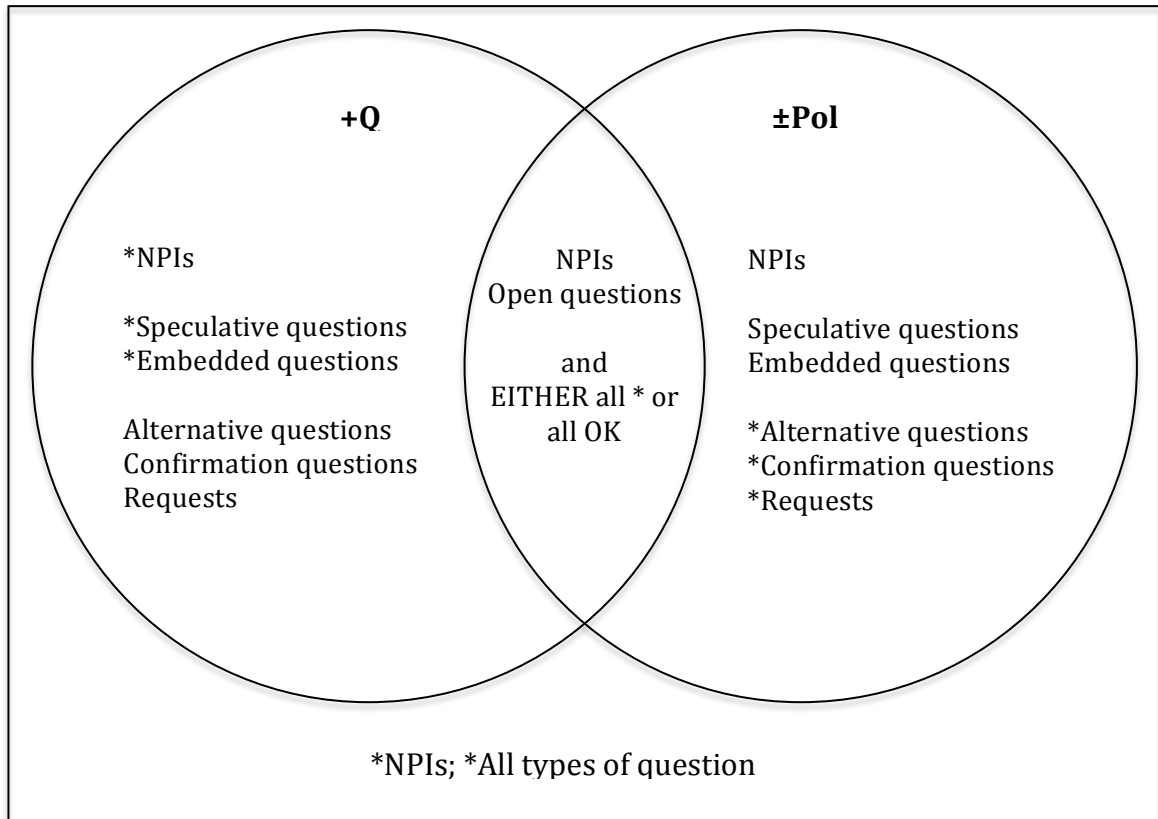 +Q
*NPIs
*Speculative questions
*Embedded questions
Alternative questions
Confirmation questions
Requests
NPIs
Open questions
and
EITHER all * or
all OK
±Pol
NPIs
Speculative questions
Embedded questions
*Alternative questions
*Confirmation questions
*Requests
*NPIs; *All types of question